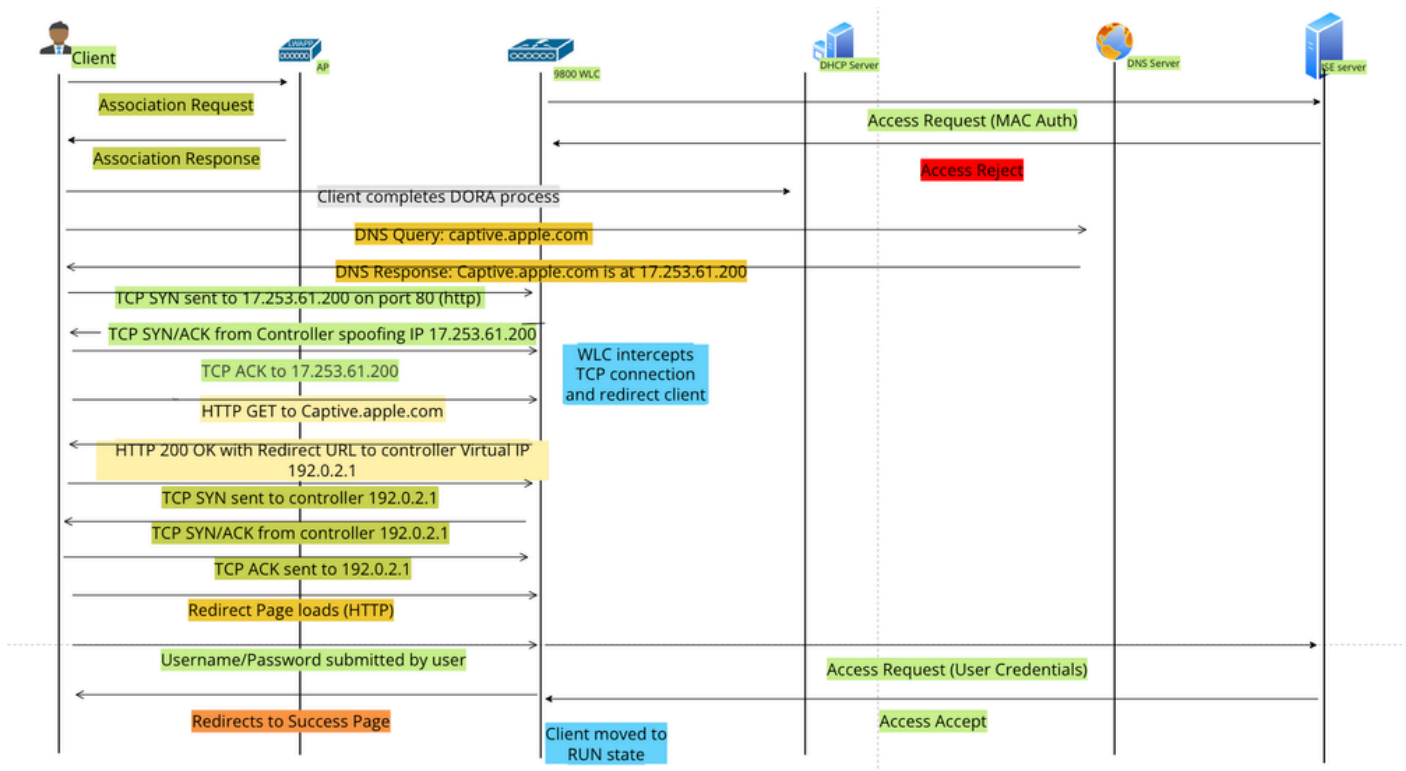 LWAPP
Client
AP
9800 WLC
DHCP Server
DNS Server
ISE server
Association Request
Access Request (MAC Auth)
Association Response
Access Reject
Client completes DORA process
DNS Query: captive.apple.com
DNS Response: Captive.apple.com is at 17.253.61.200
TCP SYN sent to 17.253.61.200 on port 80 (http)
TCP SYN/ACK from Controller spoofing IP 17.253.61.200
WLC intercepts
TCP connection
and redirect client
TCP ACK to 17.253.61.200
HTTP GET to Captive.apple.com
HTTP 200 OK with Redirect URL to controller Virtual IP
192.0.2.1
TCP SYN sent to controller 192.0.2.1
TCP SYN/ACK from controller 192.0.2.1
TCP ACK sent to 192.0.2.1
Redirect Page loads (HTTP)
Username/Password submitted by user
Access Request (User Credentials)
Redirects to Success Page
Access Accept
Client moved to
RUN state